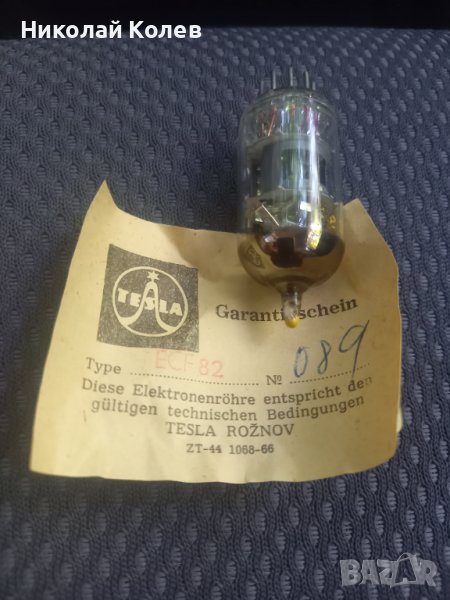 Николай Колев
TESLA
Garantieschein
Type ECF82 № 089
Diese Elektronenröhre entspricht den
gültigen technischen Bedingungen
TESLA ROŽNOV
ZT-44 1068-66
BAZAR